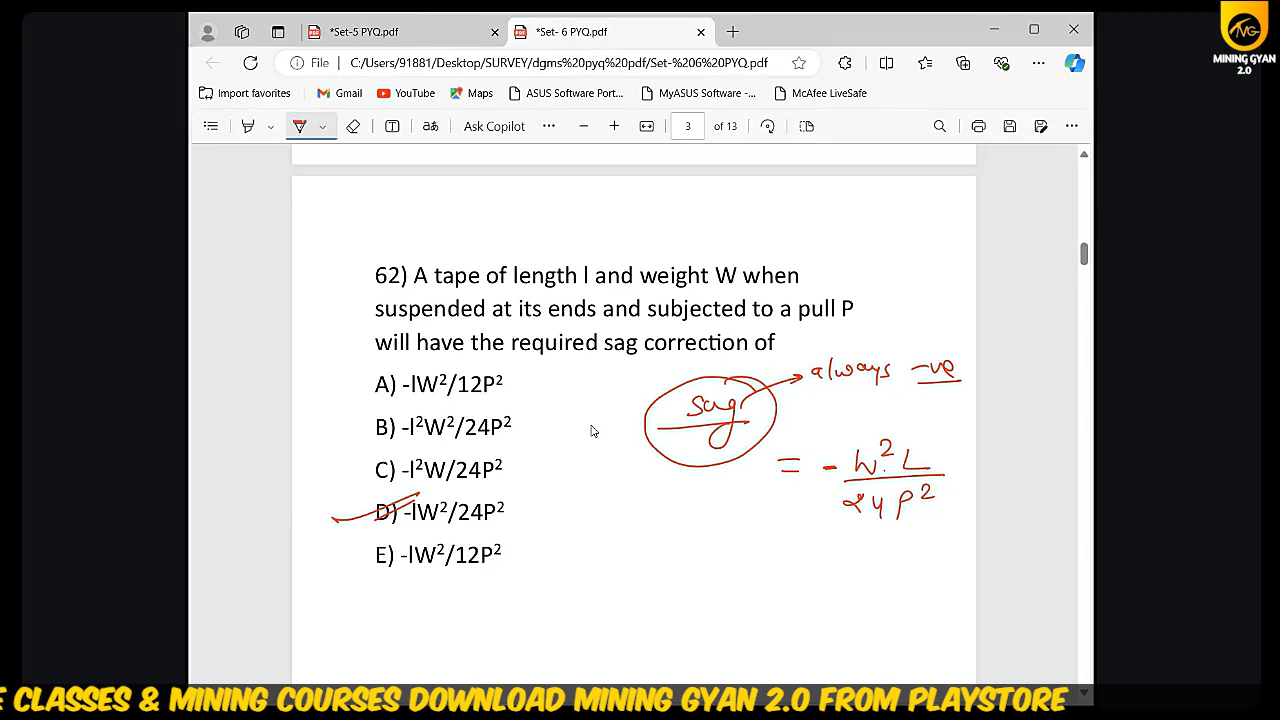 *Set-5 PYQ.pdf
*Set- 6 PYQ.pdf
MINING GYAN
2.0
File C:/Users/91881/Desktop/SURVEY/dgms%20pyq%20pdf/Set-%206%20PYQ.pdf
Import favorites Gmail YouTube Maps ASUS Software Port... MyASUS Software -... McAfee LiveSafe
Ask Copilot 3 of 13
62) A tape of length l and weight W when
suspended at its ends and subjected to a pull P
will have the required sag correction of
A) -lW²/12P²
B) -l²W²/24P²
C) -l²W/24P²
D) -lW²/24P²
E) -lW²/12P²
sag always -ve
= - W² L
24 P²
E CLASSES & MINING COURSES DOWNLOAD MINING GYAN 2.0 FROM PLAYSTORE